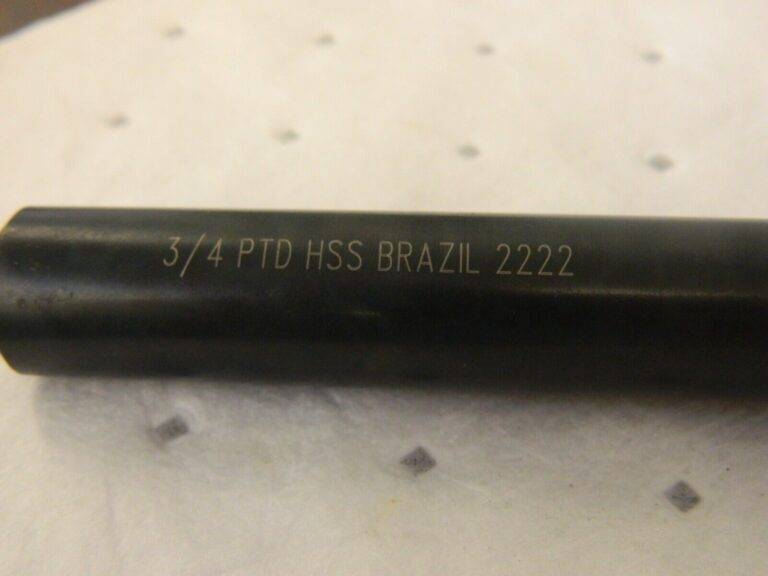 3/4 PTD HSS BRAZIL 2222